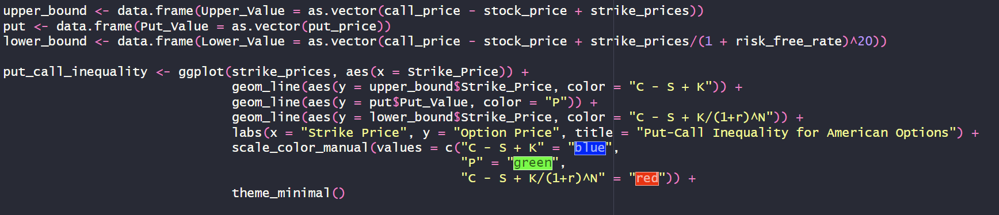 upper_bound <- data.frame(Upper_Value = as.vector(call_price - stock_price + strike_prices))
put <- data.frame(Put_Value = as.vector(put_price))
lower_bound <- data.frame(Lower_Value = as.vector(call_price - stock_price + strike_prices/(1 + risk_free_rate)^20))
put_call_inequality <- ggplot(strike_prices, aes(x = Strike_Price)) +
geom_line(aes(y = upper_bound$Strike_Price, color = "C - S + K")) +
geom_line(aes(y = put$Put_Value, color = "P")) +
geom_line(aes(y = lower_bound$Strike_Price, color = "C - S + K/(1+r)^N")) +
labs(x = "Strike Price", y = "Option Price", title = "Put-Call Inequality for American Options") +
scale_color_manual(values = c("C - S + K" = "blue",
"P" = "green",
"C - S + K/(1+r)^N" = "red")) +
theme_minimal()